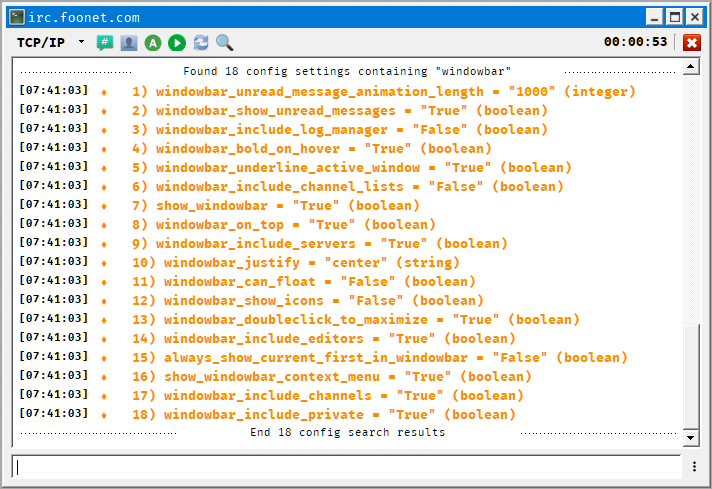 irc.foonet.com
TCP/IP
00:00:53
Found 18 config settings containing "windowbar"
[07:41:03] ♦ 1) windowbar_unread_message_animation_length = "1000" (integer)
[07:41:03] ♦ 2) windowbar_show_unread_messages = "True" (boolean)
[07:41:03] ♦ 3) windowbar_include_log_manager = "False" (boolean)
[07:41:03] ♦ 4) windowbar_bold_on_hover = "True" (boolean)
[07:41:03] ♦ 5) windowbar_underline_active_window = "True" (boolean)
[07:41:03] ♦ 6) windowbar_include_channel_lists = "False" (boolean)
[07:41:03] ♦ 7) show_windowbar = "True" (boolean)
[07:41:03] ♦ 8) windowbar_on_top = "True" (boolean)
[07:41:03] ♦ 9) windowbar_include_servers = "True" (boolean)
[07:41:03] ♦ 10) windowbar_justify = "center" (string)
[07:41:03] ♦ 11) windowbar_can_float = "False" (boolean)
[07:41:03] ♦ 12) windowbar_show_icons = "False" (boolean)
[07:41:03] ♦ 13) windowbar_doubleclick_to_maximize = "True" (boolean)
[07:41:03] ♦ 14) windowbar_include_editors = "True" (boolean)
[07:41:03] ♦ 15) always_show_current_first_in_windowbar = "False" (boolean)
[07:41:03] ♦ 16) show_windowbar_context_menu = "True" (boolean)
[07:41:03] ♦ 17) windowbar_include_channels = "True" (boolean)
[07:41:03] ♦ 18) windowbar_include_private = "True" (boolean)
End 18 config search results